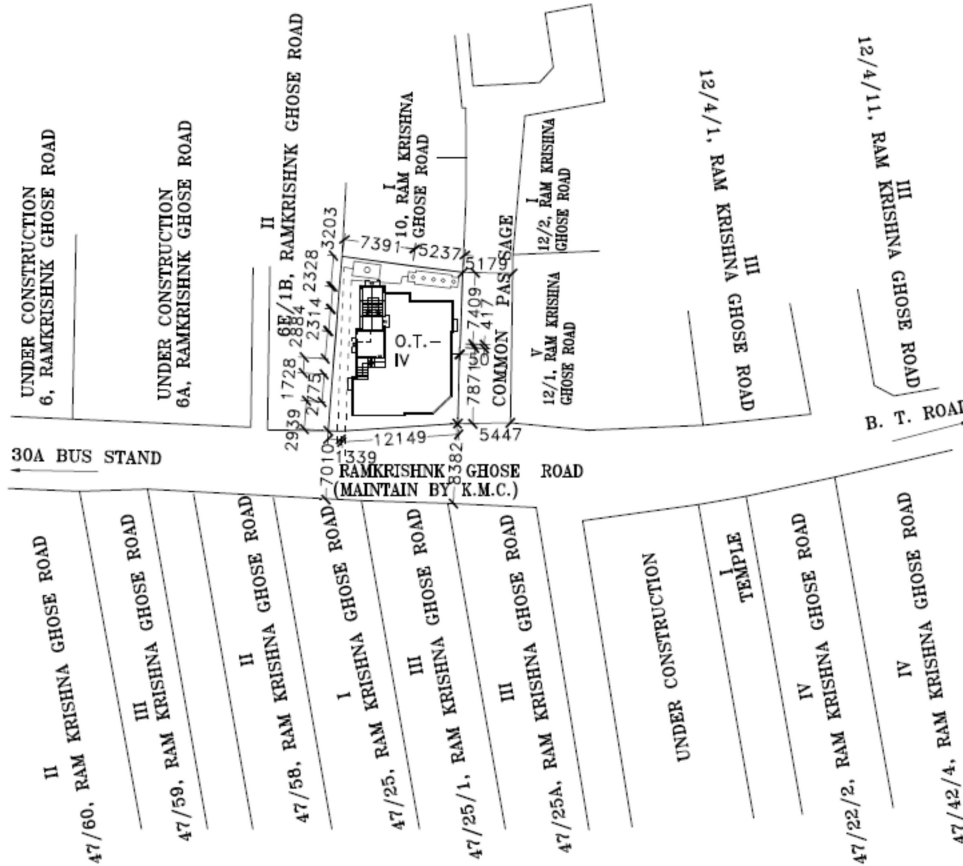 UNDER CONSTRUCTION
6, RAMKRISHNK GHOSE ROAD
UNDER CONSTRUCTION
6A, RAMKRISHNK GHOSE ROAD
II
6E/1B, RAMKRISHNK GHOSE ROAD
I
10, RAM KRISHNA
GHOSE ROAD
I
12/2, RAM KRISHNA
GHOSE ROAD
V
12/1, RAM KRISHNA
GHOSE ROAD
III
12/4/1, RAM KRISHNA GHOSE ROAD
III
12/4/11, RAM KRISHNA GHOSE ROAD
COMMON PASSAGE
3203
7391
5237
5179
2328
2314
2884
1728
2775
2939
7409
417
50
7871
O.T.-
IV
12149
5447
1339
7010
8382
30A BUS STAND
B. T. ROAD
RAMKRISHNK GHOSE ROAD
(MAINTAIN BY K.M.C.)
II
47/60, RAM KRISHNA GHOSE ROAD
III
47/59, RAM KRISHNA GHOSE ROAD
II
47/58, RAM KRISHNA GHOSE ROAD
I
47/25, RAM KRISHNA GHOSE ROAD
III
47/25/1, RAM KRISHNA GHOSE ROAD
III
47/25A, RAM KRISHNA GHOSE ROAD
UNDER CONSTRUCTION
I
TEMPLE
IV
47/22/2, RAM KRISHNA GHOSE ROAD
IV
47/42/4, RAM KRISHNA GHOSE ROAD